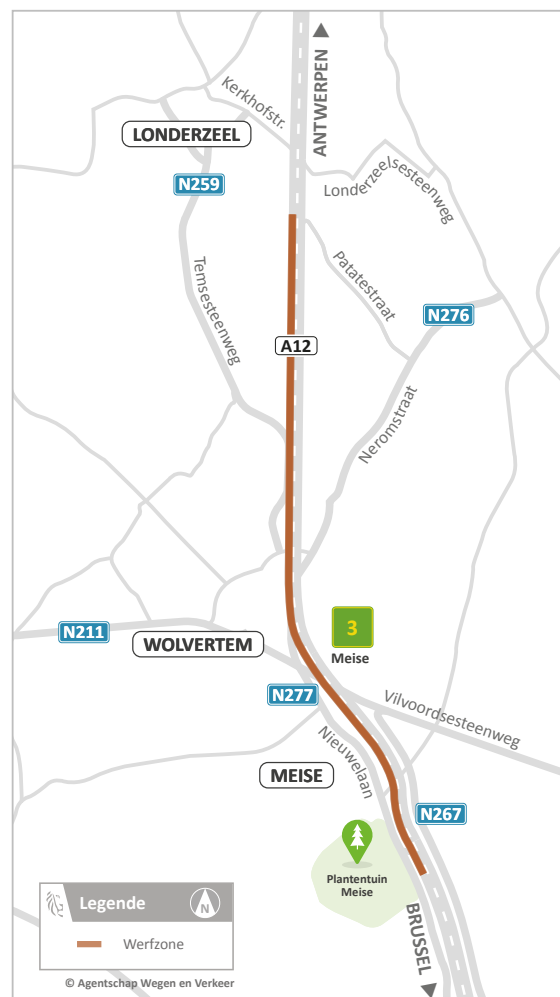 ANTWERPEN
Kerkhofstr.
LONDERZEEL
N259
Londerzeelsesteenweg
Temsesteenweg
Patatestraat
N276
A12
Neromstraat
3
Meise
N211
WOLVERTEM
N277
Vilvoordsesteenweg
Nieuwelaan
MEISE
N267
Plantentuin
Meise
BRUSSEL
Legende
N
Werfzone
© Agentschap Wegen en Verkeer